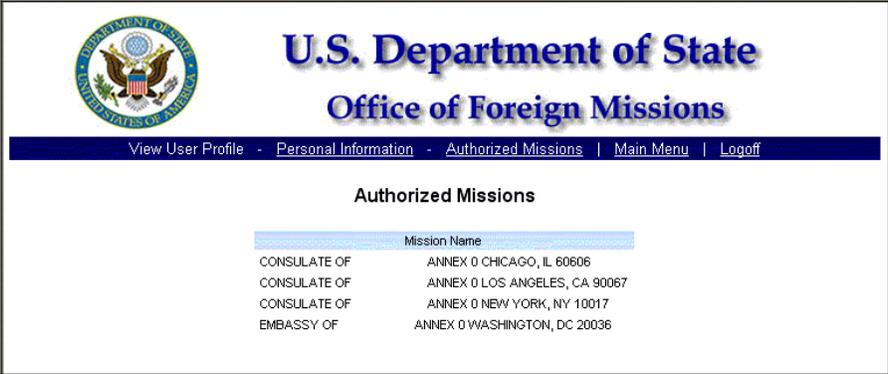 DEPARTMENT OF STATE
UNITED STATES OF AMERICA
U.S. Department of State
Office of Foreign Missions
View User Profile - Personal Information - Authorized Missions | Main Menu | Logoff
Authorized Missions
Mission Name
CONSULATE OF ANNEX 0 CHICAGO, IL 60606
CONSULATE OF ANNEX 0 LOS ANGELES, CA 90067
CONSULATE OF ANNEX 0 NEW YORK, NY 10017
EMBASSY OF ANNEX 0 WASHINGTON, DC 20036